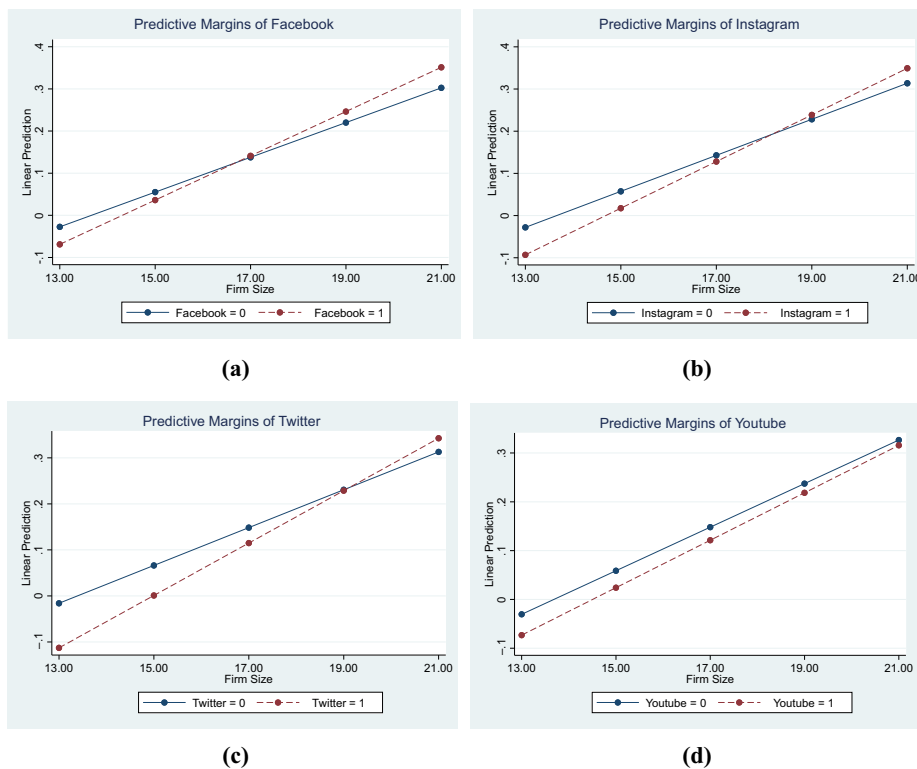 Predictive Margins of Facebook
Linear Prediction
.4
.3
.2
.1
0
-.1
13.00 15.00 17.00 19.00 21.00
Firm Size
Facebook = 0 Facebook = 1
(a)
Predictive Margins of Instagram
Linear Prediction
.4
.3
.2
.1
0
-.1
13.00 15.00 17.00 19.00 21.00
Firm Size
Instagram = 0 Instagram = 1
(b)
Predictive Margins of Twitter
Linear Prediction
.3
.2
.1
0
-.1
13.00 15.00 17.00 19.00 21.00
Firm Size
Twitter = 0 Twitter = 1
(c)
Predictive Margins of Youtube
Linear Prediction
.3
.2
.1
0
-.1
13.00 15.00 17.00 19.00 21.00
Firm Size
Youtube = 0 Youtube = 1
(d)